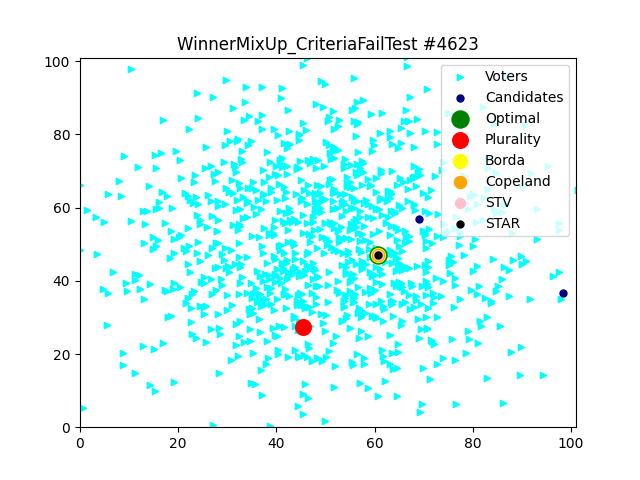 WinnerMixUp_CriteriaFailTest #4623
100
80
60
40
20
0
0 20 40 60 80 100
Voters
Candidates
Optimal
Plurality
Borda
Copeland
STV
STAR